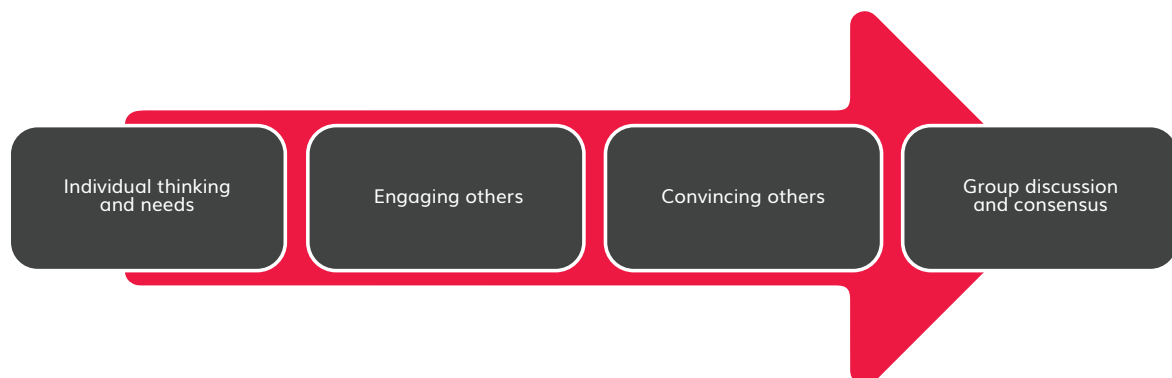 Individual thinking
and needs
Engaging others
Convincing others
Group discussion
and consensus